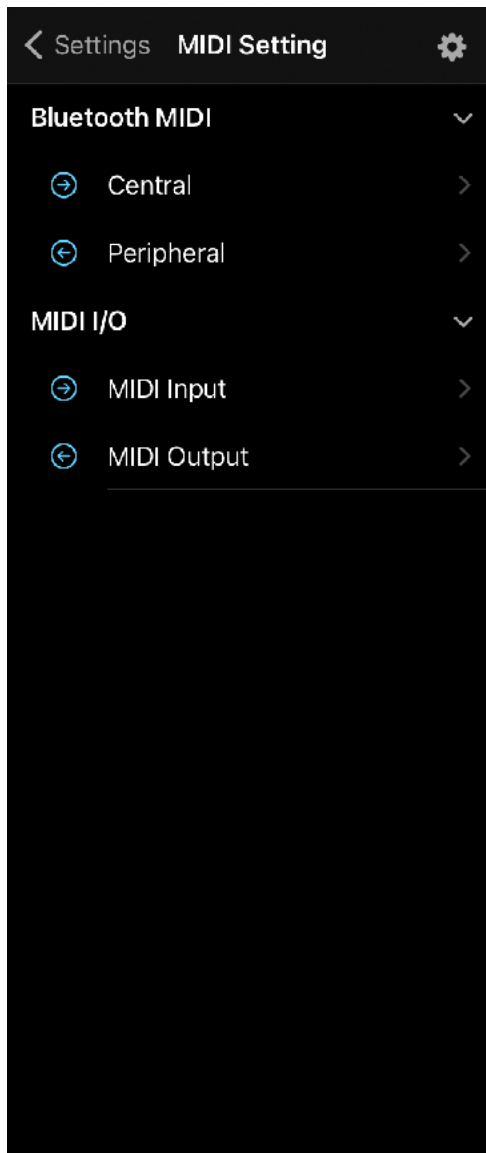 Settings MIDI Setting
Bluetooth MIDI
Central
Peripheral
MIDI I/O
MIDI Input
MIDI Output